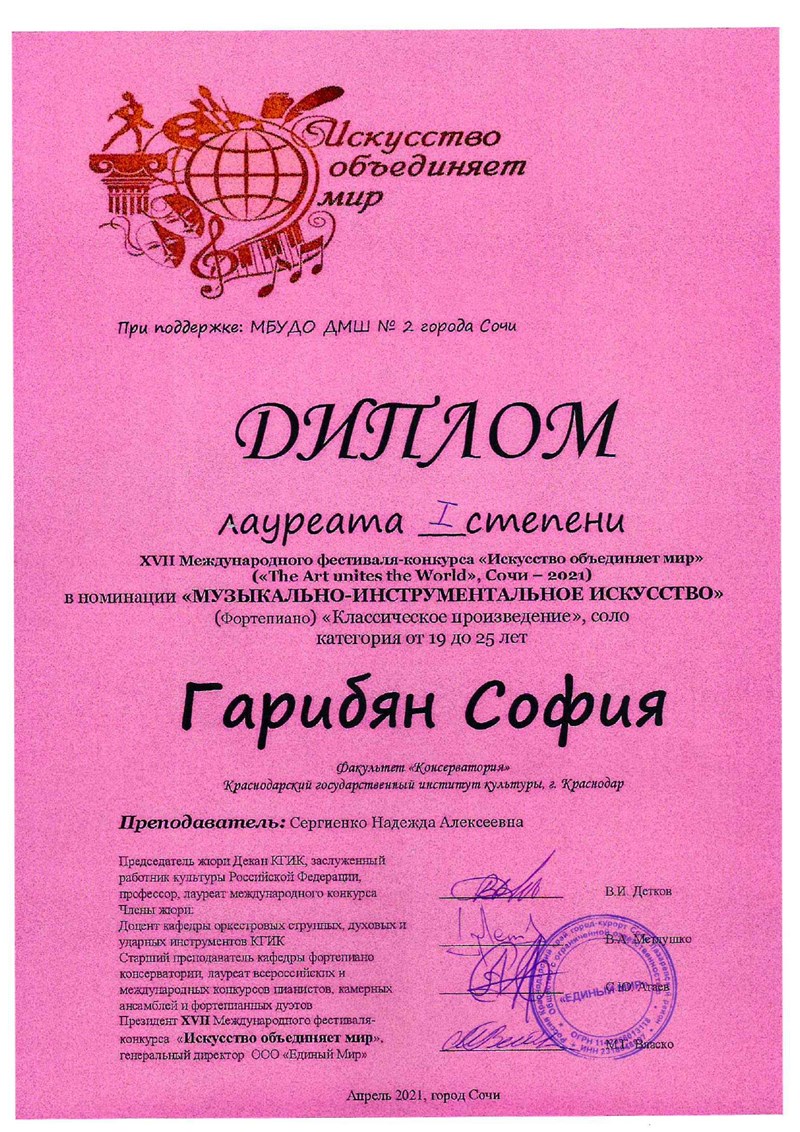 Искусство
объединяет
мир
При поддержке: МБУДО ДМШ № 2 города Сочи
ДИПЛОМ
лауреата I степени
XVII Международного фестиваля-конкурса «Искусство объединяет мир»
(«The Art unites the World», Сочи – 2021)
в номинации «МУЗЫКАЛЬНО-ИНСТРУМЕНТАЛЬНОЕ ИСКУССТВО»
(Фортепиано) «Классическое произведение», соло
категория от 19 до 25 лет
Гарибян София
Факультет «Консерватория»
Краснодарский государственный институт культуры, г. Краснодар
Преподаватель: Сергиенко Надежда Алексеевна
Председатель жюри Декан КГИК, заслуженный
работник культуры Российской Федерации,
профессор, лауреат международного конкурса
В.И. Детков
Члены жюри:
Доцент кафедры оркестровых струнных, духовых и
ударных инструментов КГИК
В.А. Метлушко
Старший преподаватель кафедры фортепиано
консерватории, лауреат всероссийских и
международных конкурсов пианистов, камерных
ансамблей и фортепианных дуэтов
С.Ю. Атаев
Президент XVII Международного фестиваля-
конкурса «Искусство объединяет мир»,
генеральный директор ООО «Единый Мир»
М.Г. Власко
«ЕДИНЫЙ МИР»
Апрель 2021, город Сочи